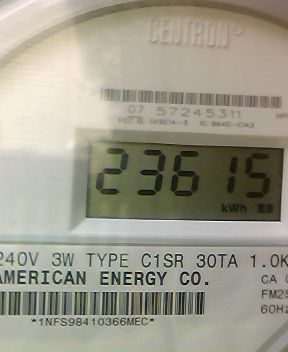 CENTRON®
07 57245311
23615
kWh
240V 3W TYPE C1SR 30TA 1.0K
AMERICAN ENERGY CO.
CA
FM2S
60Hz
*1NFS98410366MEC*